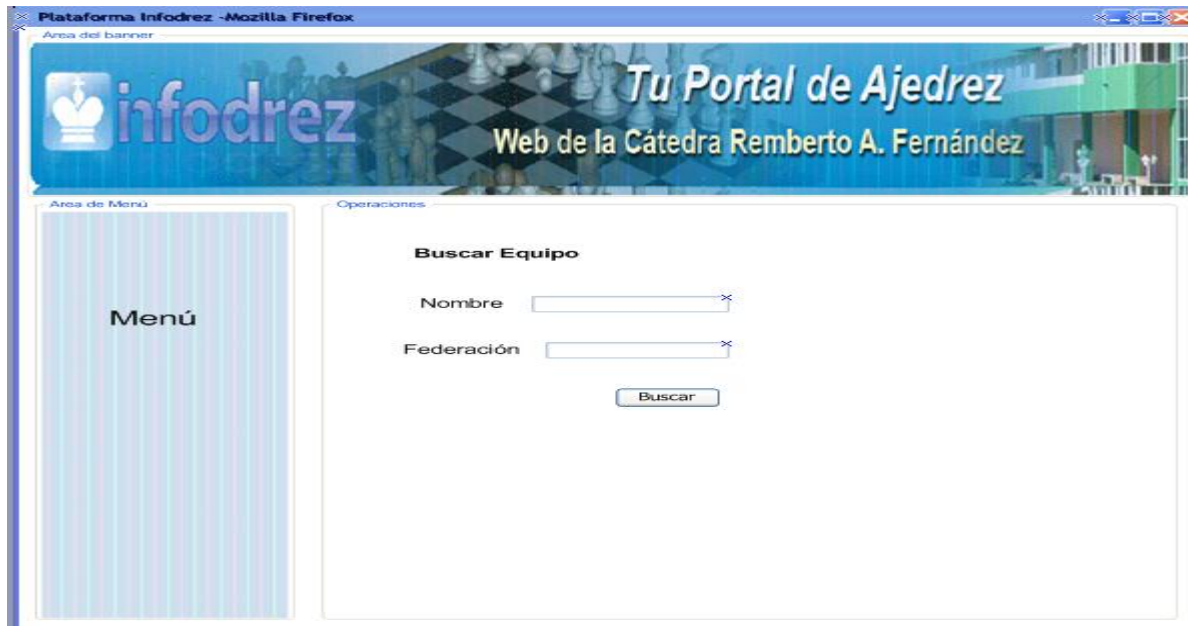 Plataforma Infodrez -Mozilla Firefox
Area del banner
infodrez
Tu Portal de Ajedrez
Web de la Cátedra Remberto A. Fernández
Area de Menú
Operaciones
Menú
Buscar Equipo
Nombre
Federación
Buscar